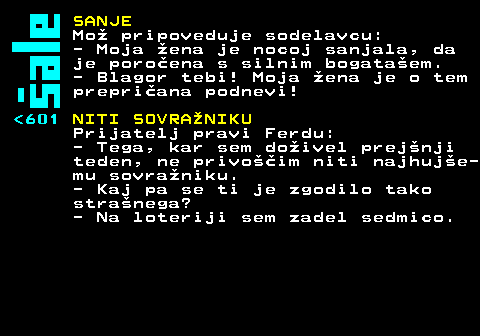 šale
SANJE
Mož pripoveduje sodelavcu:
- Moja žena je nocoj sanjala, da
je poročena s silnim bogatašem.
- Blagor tebi! Moja žena je o tem
prepričana podnevi!
<601 NITI SOVRAŽNIKU
Prijatelj pravi Ferdu:
- Tega, kar sem doživel prejšnji
teden, ne privoščim niti najhujše-
mu sovražniku.
- Kaj pa se ti je zgodilo tako
strašnega?
- Na loteriji sem zadel sedmico.